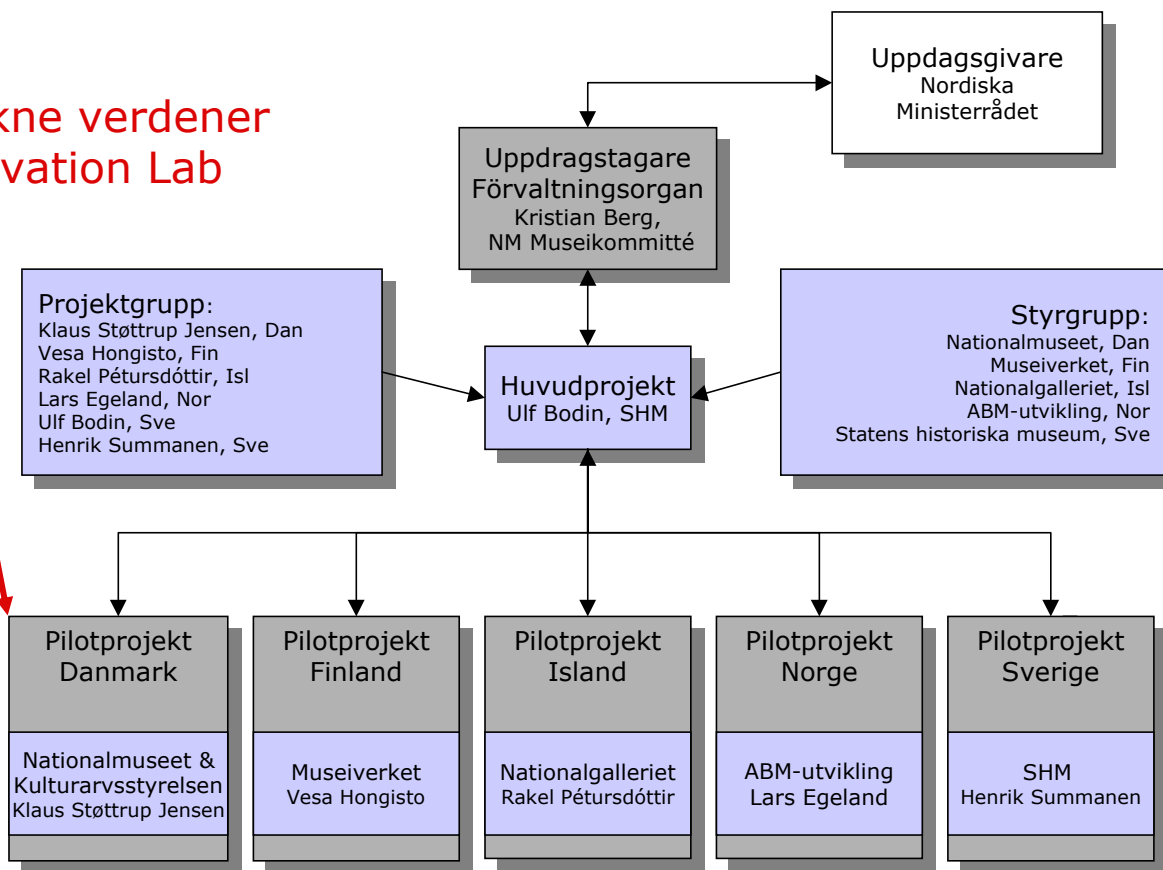 kne verdener
vation Lab
Uppdagsgivare
Nordiska
Ministerrådet
Uppdragstagare
Förvaltningsorgan
Kristian Berg,
NM Museikommitté
Projektgrupp:
Klaus Støttrup Jensen, Dan
Vesa Hongisto, Fin
Rakel Pétursdóttir, Isl
Lars Egeland, Nor
Ulf Bodin, Sve
Henrik Summanen, Sve
Huvudprojekt
Ulf Bodin, SHM
Styrgrupp:
Nationalmuseet, Dan
Museiverket, Fin
Nationalgalleriet, Isl
ABM-utvikling, Nor
Statens historiska museum, Sve
Pilotprojekt
Danmark
Nationalmuseet &
Kulturarvsstyrelsen
Klaus Støttrup Jensen
Pilotprojekt
Finland
Museiverket
Vesa Hongisto
Pilotprojekt
Island
Nationalgalleriet
Rakel Pétursdóttir
Pilotprojekt
Norge
ABM-utvikling
Lars Egeland
Pilotprojekt
Sverige
SHM
Henrik Summanen